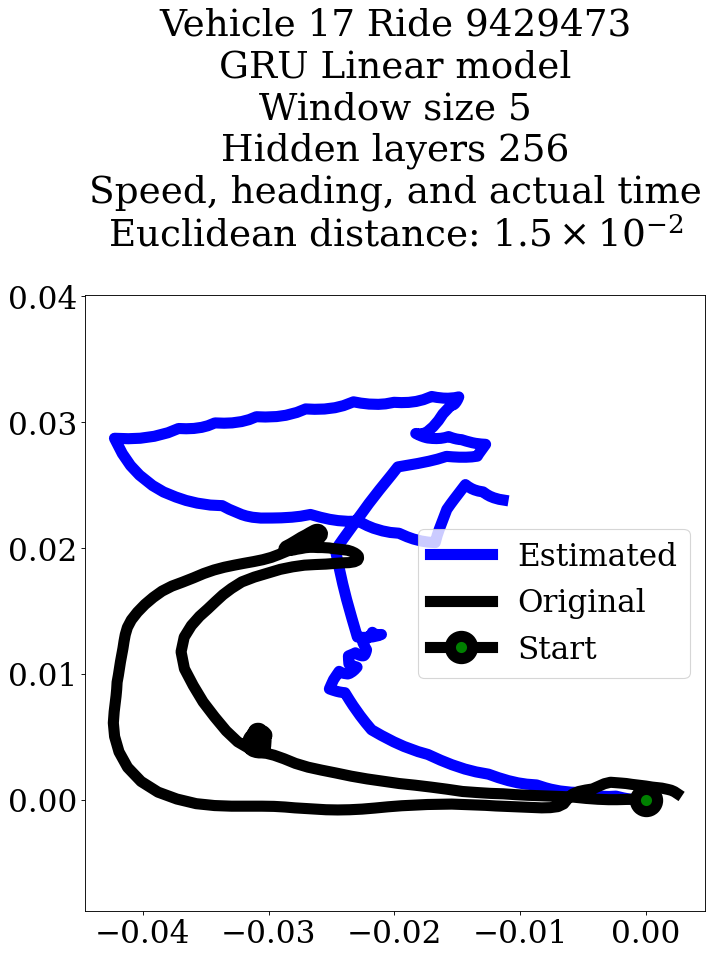 Vehicle 17 Ride 9429473
GRU Linear model
Window size 5
Hidden layers 256
Speed, heading, and actual time
Euclidean distance: 1.5 × 10⁻²
0.04
0.03
0.02
0.01
0.00
Estimated
Original
Start
−0.04 −0.03 −0.02 −0.01 0.00